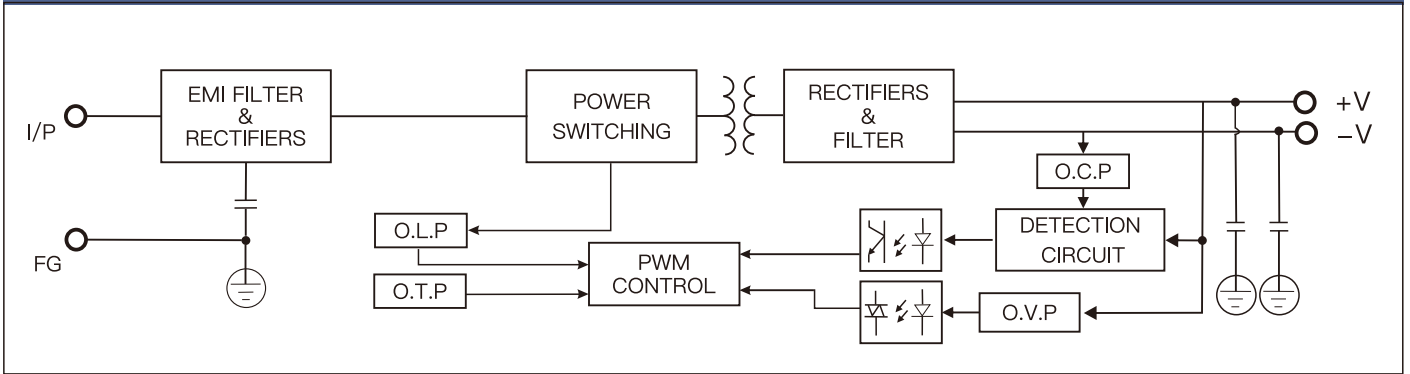 I/P
EMI FILTER
&
RECTIFIERS
POWER
SWITCHING
RECTIFIERS
&
FILTER
+V
−V
O.C.P
FG
O.L.P
O.T.P
PWM
CONTROL
DETECTION
CIRCUIT
O.V.P